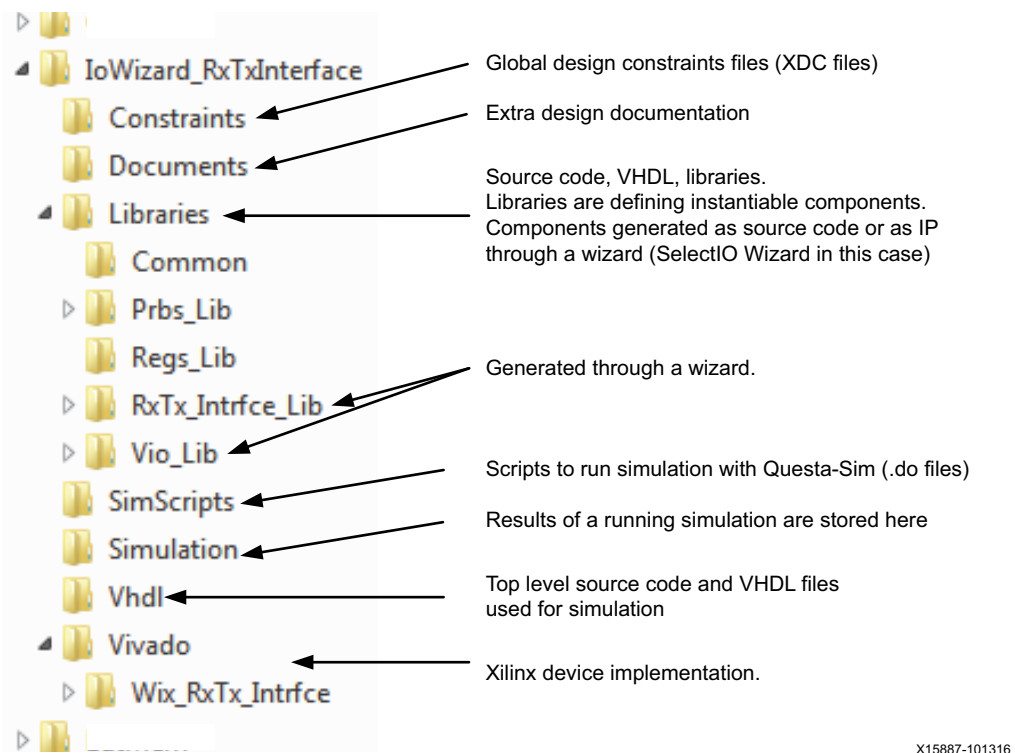 IoWizard_RxTxInterface
Global design constraints files (XDC files)
Constraints
Extra design documentation
Documents
Source code, VHDL, libraries.
Libraries are defining instantiable components.
Components generated as source code or as IP
through a wizard (SelectIO Wizard in this case)
Libraries
Common
Prbs_Lib
Regs_Lib
Generated through a wizard.
RxTx_Intrfce_Lib
Vio_Lib
Scripts to run simulation with Questa-Sim (.do files)
SimScripts
Results of a running simulation are stored here
Simulation
Top level source code and VHDL files
used for simulation
Vhdl
Vivado
Xilinx device implementation.
Wix_RxTx_Intrfce
X15887-101316